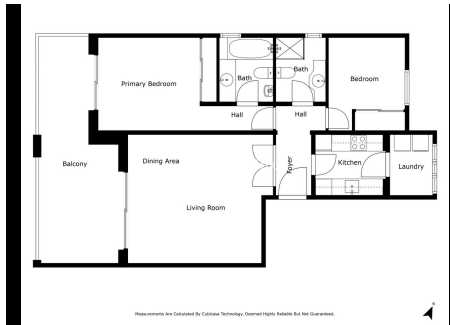 Bath
Bath
Primary Bedroom
Bedroom
Hall
Hall
Balcony
Dining Area
Foyer
Kitchen
Laundry
Living Room
Measurements Are Calculated By Cubicasa Technology. Deemed Highly Reliable But Not Guaranteed.